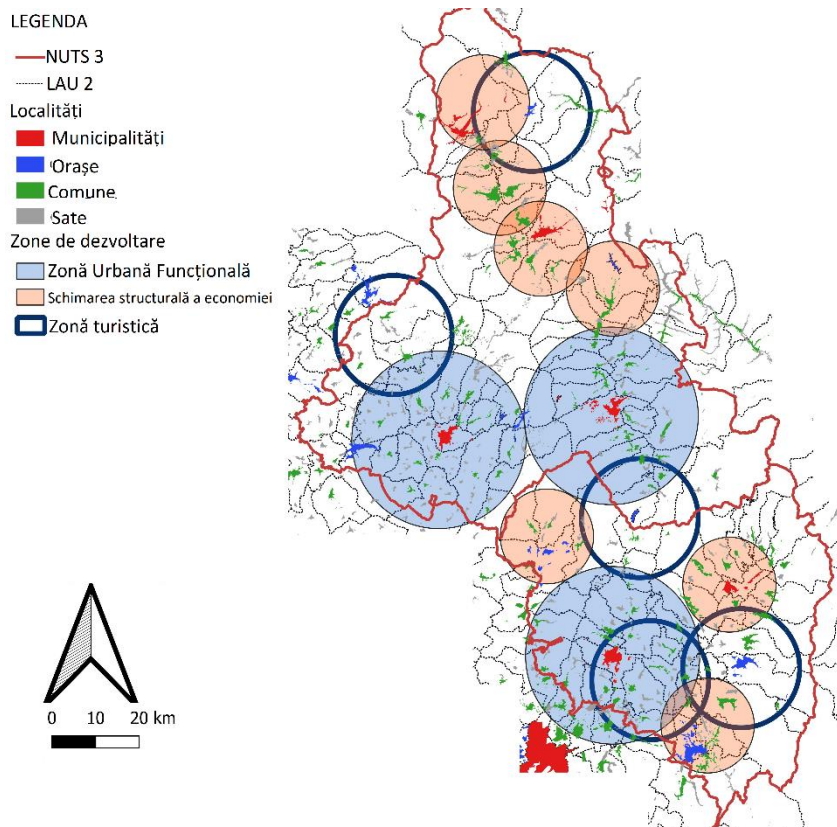 LEGENDA
NUTS 3
LAU 2
Localități
Municipalități
Orașe
Comune
Sate
Zone de dezvoltare
Zonă Urbană Funcțională
Schimarea structurală a economiei
Zonă turistică
0 10 20 km